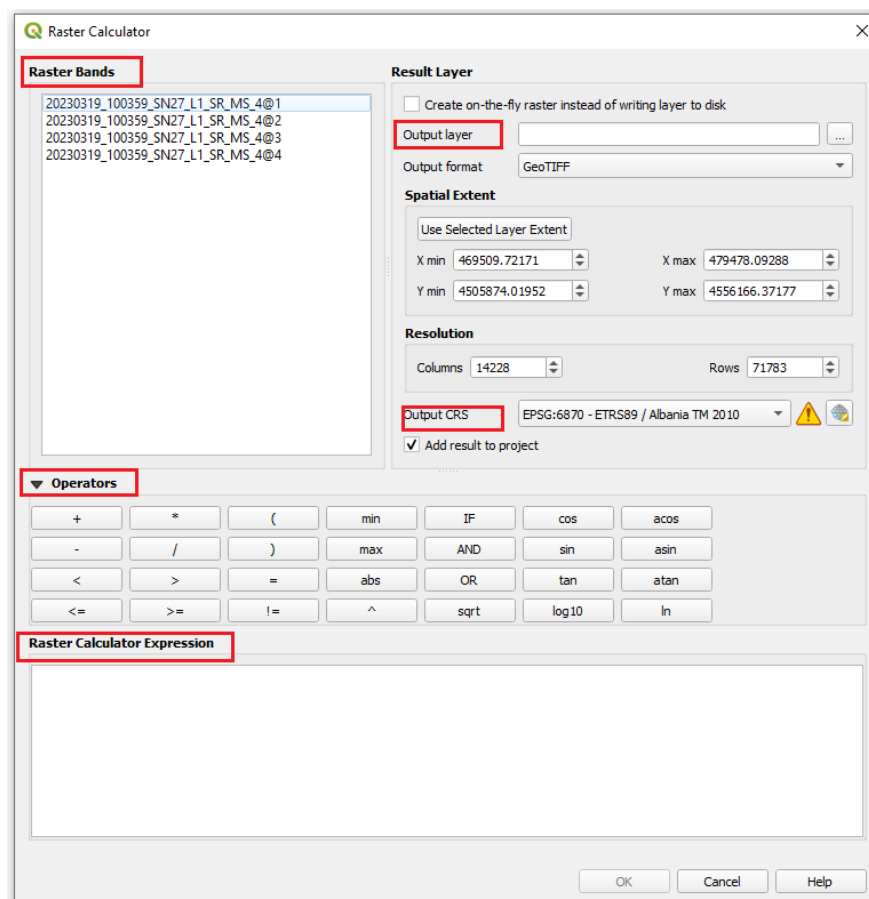 Raster Calculator
Raster Bands
20230319_100359_SN27_L1_SR_MS_4@1
20230319_100359_SN27_L1_SR_MS_4@2
20230319_100359_SN27_L1_SR_MS_4@3
20230319_100359_SN27_L1_SR_MS_4@4
Result Layer
Create on-the-fly raster instead of writing layer to disk
Output layer ...
Output format GeoTIFF
Spatial Extent
Use Selected Layer Extent
X min 469509.72171 X max 479478.09288
Y min 4505874.01952 Y max 4556166.37177
Resolution
Columns 14228 Rows 71783
Output CRS EPSG:6870 - ETRS89 / Albania TM 2010
Add result to project
Operators
+ * ( min IF cos acos
- / ) max AND sin asin
< > = abs OR tan atan
<= >= != ^ sqrt log10 ln
Raster Calculator Expression
OK Cancel Help